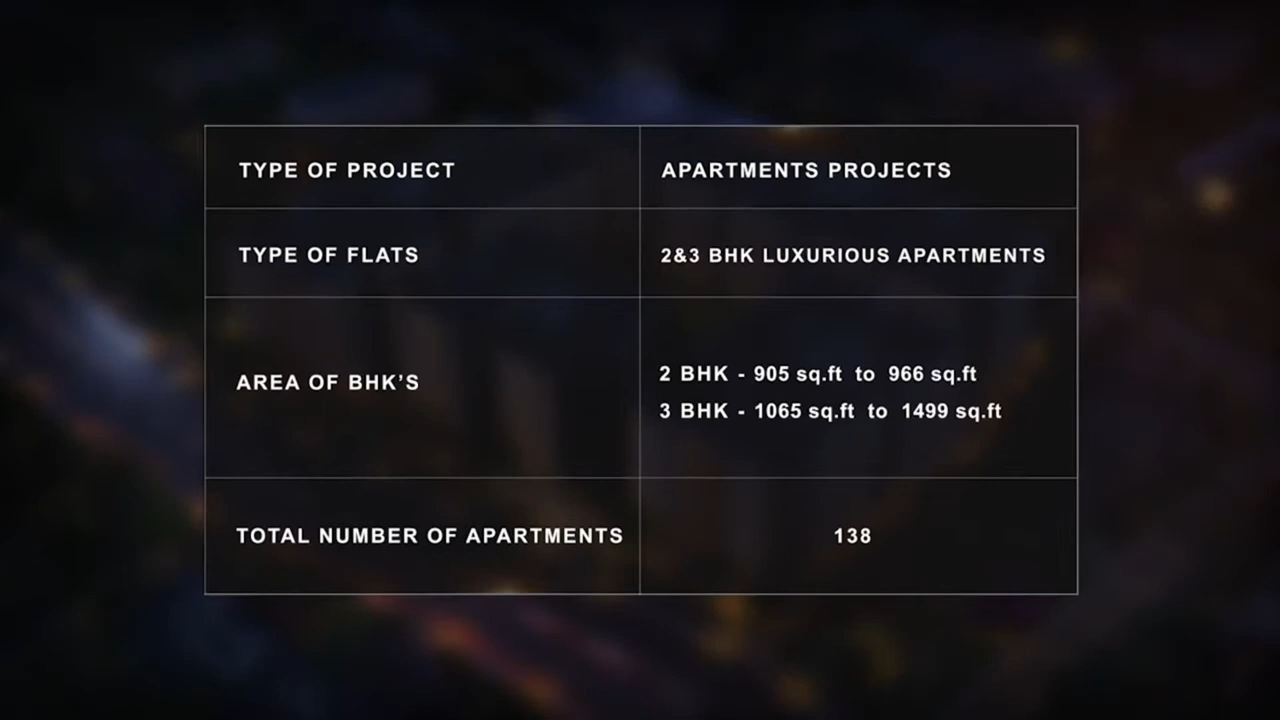 TYPE OF PROJECT
APARTMENTS PROJECTS
TYPE OF FLATS
2&3 BHK LUXURIOUS APARTMENTS
AREA OF BHK’S
2 BHK - 905 sq.ft to 966 sq.ft
3 BHK - 1065 sq.ft to 1499 sq.ft
TOTAL NUMBER OF APARTMENTS
138